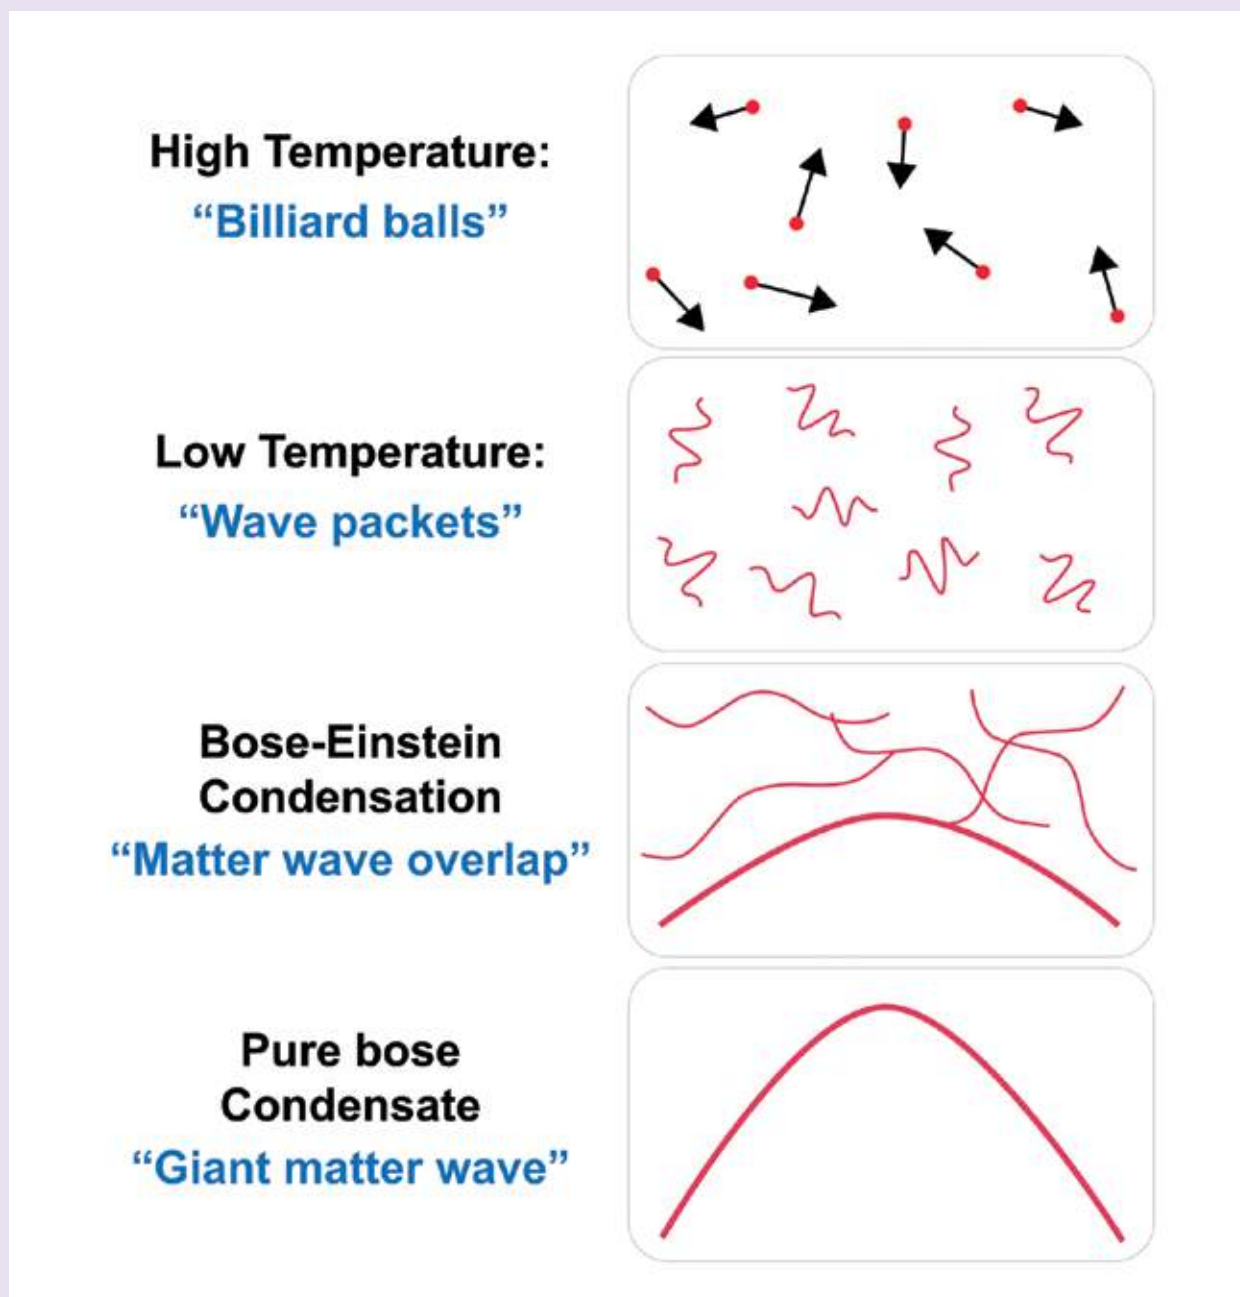 High Temperature:
“Billiard balls”
Low Temperature:
“Wave packets”
Bose-Einstein
Condensation
“Matter wave overlap”
Pure bose
Condensate
“Giant matter wave”